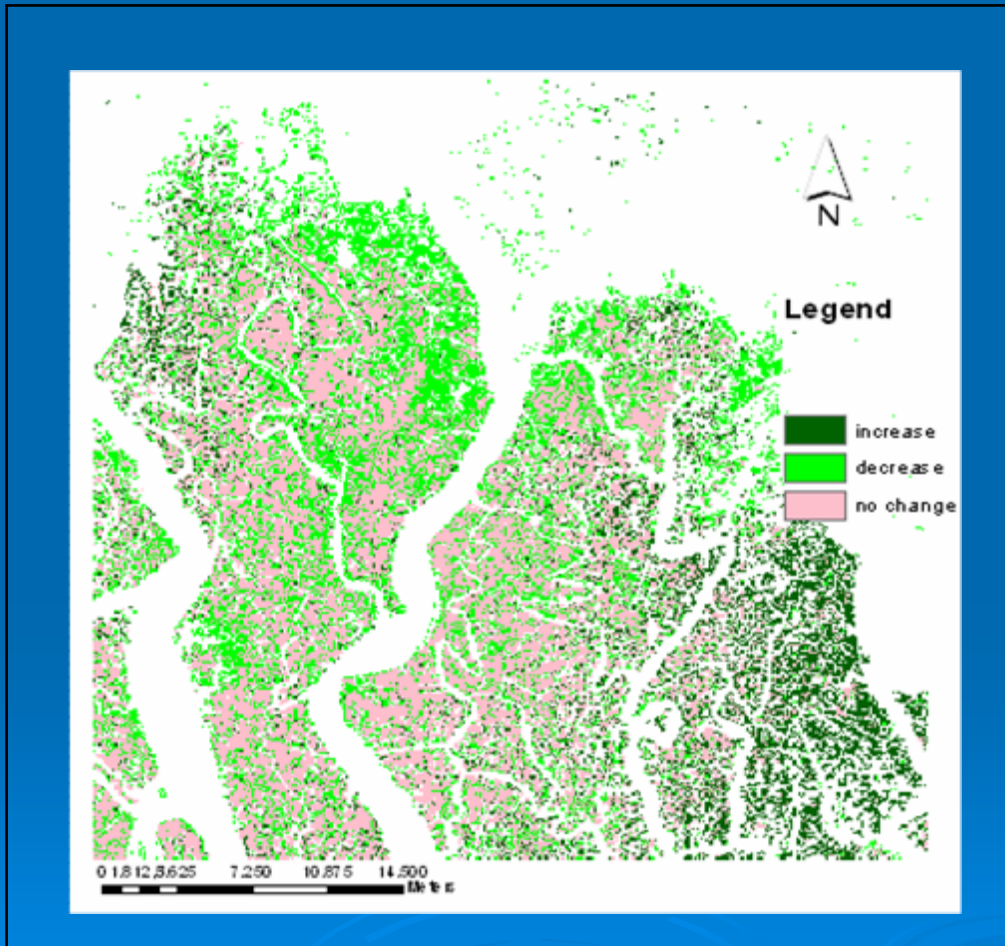 N
Legend
increase
decrease
no change
0 1.812,3.625 7.250 10.875 14.500
Meters